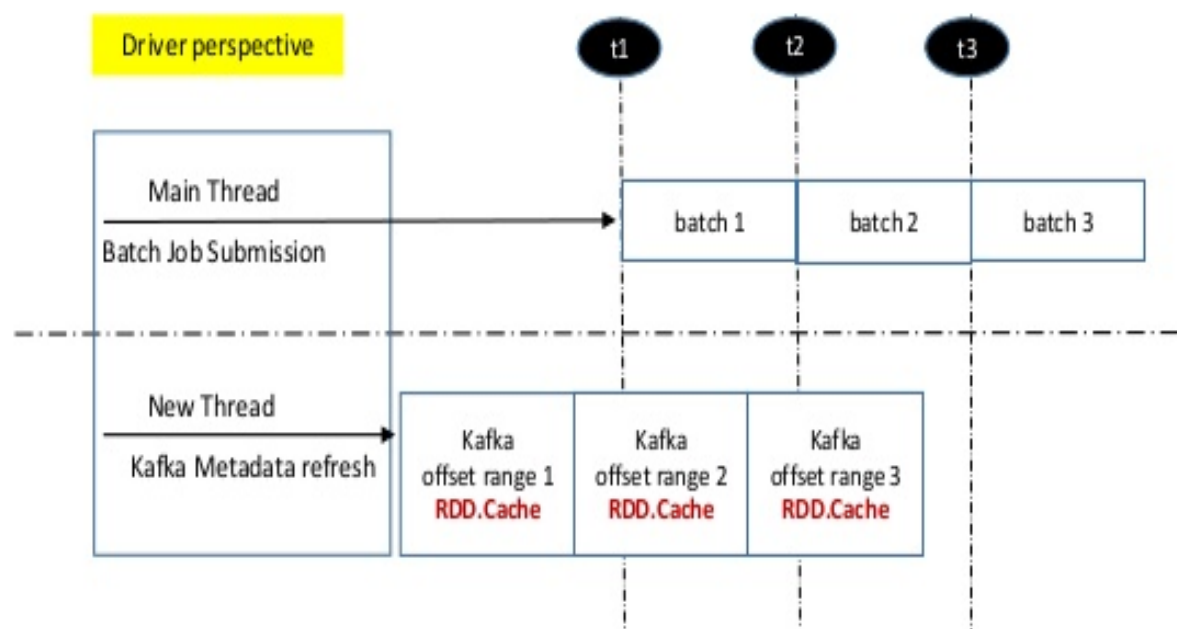 Driver perspective
t1
t2
t3
Main Thread
Batch Job Submission
batch 1
batch 2
batch 3
New Thread
Kafka Metadata refresh
Kafka
offset range 1
RDD.Cache
Kafka
offset range 2
RDD.Cache
Kafka
offset range 3
RDD.Cache